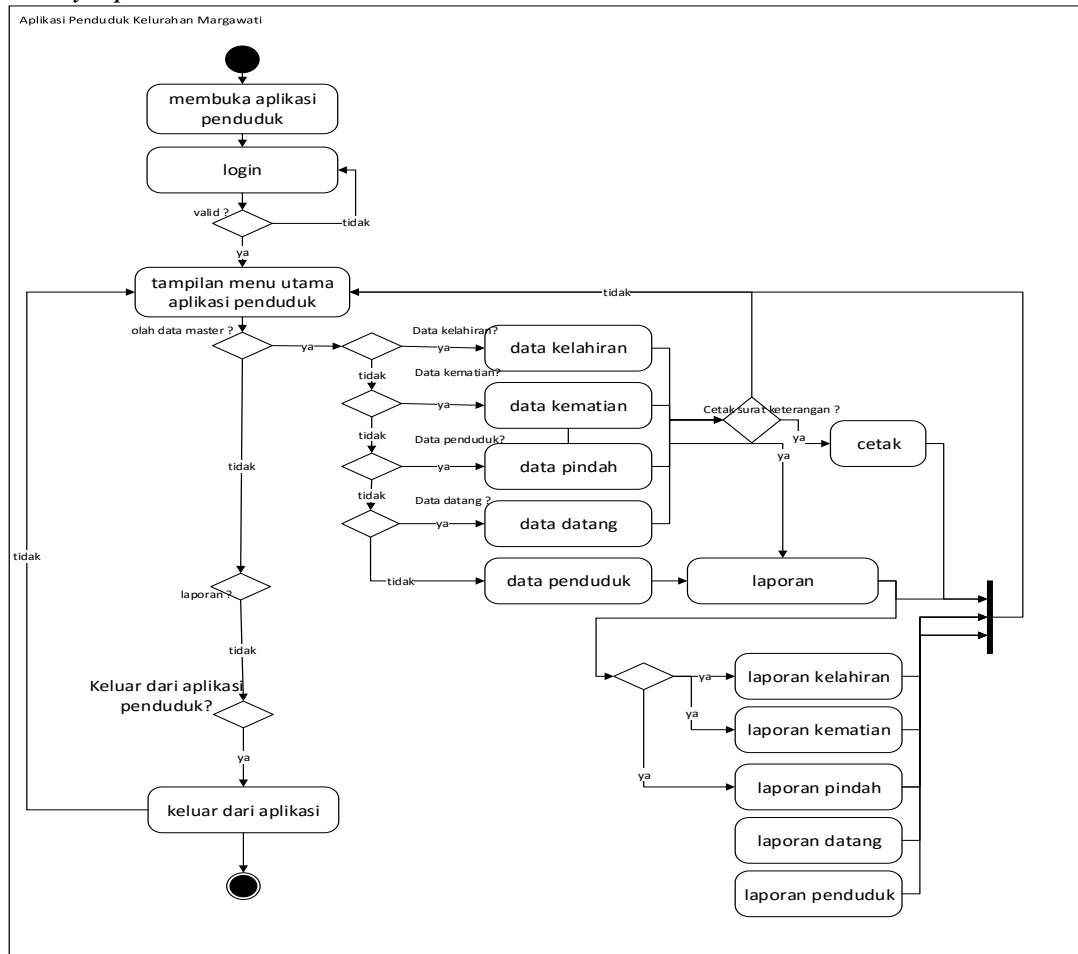 Aplikasi Penduduk Kelurahan Margawati
membuka aplikasi
penduduk
login
valid ?
tidak
ya
tampilan menu utama
aplikasi penduduk
tidak
olah data master ?
ya
Data kelahiran?
ya
data kelahiran
tidak
Data kematian?
ya
data kematian
Cetak surat keterangan ?
ya
cetak
tidak
Data penduduk?
ya
data pindah
ya
tidak
tidak
Data datang ?
ya
data datang
tidak
tidak
data penduduk
laporan
laporan ?
tidak
Keluar dari aplikasi
penduduk?
ya
laporan kelahiran
ya
laporan kematian
ya
ya
laporan pindah
keluar dari aplikasi
laporan datang
laporan penduduk